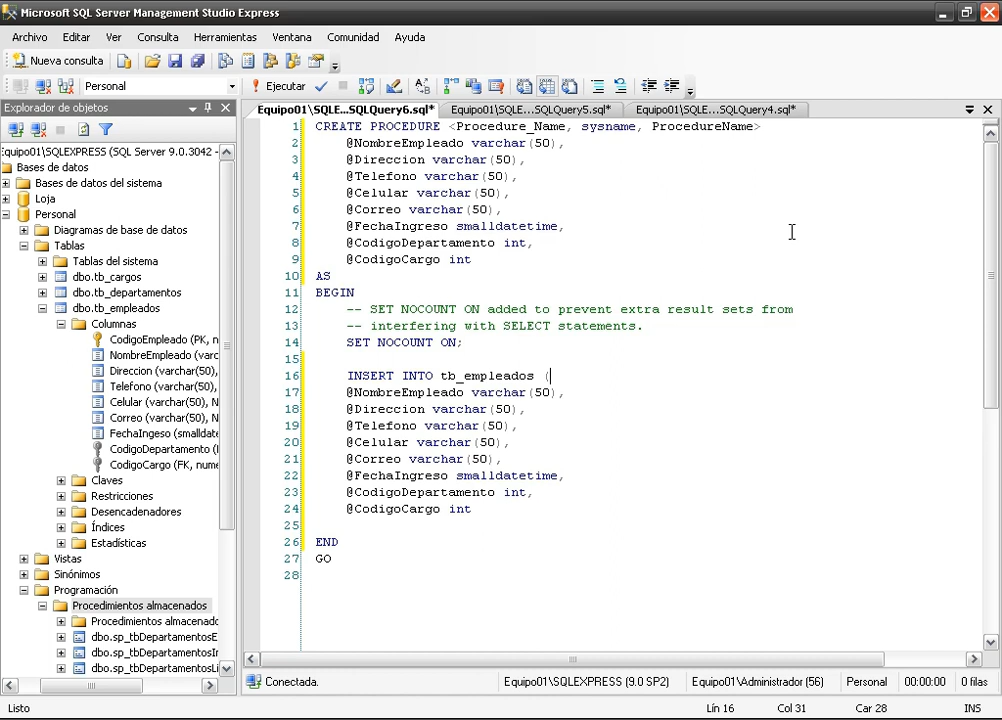 Microsoft SQL Server Management Studio Express
Archivo Editar Ver Consulta Herramientas Ventana Comunidad Ayuda
Nueva consulta
Personal Ejecutar
Explorador de objetos
Equipo01\SQLE...SQLQuery6.sql* Equipo01\SQLE...SQLQuery5.sql* Equipo01\SQLE...SQLQuery4.sql*
:quipo01\SQLEXPRESS (SQL Server 9.0.3042 -
Bases de datos
Bases de datos del sistema
Loja
Personal
Diagramas de base de datos
Tablas
Tablas del sistema
dbo.tb_cargos
dbo.tb_departamentos
dbo.tb_empleados
Columnas
CodigoEmpleado (PK, n
NombreEmpleado (varc
Direccion (varchar(50),
Telefono (varchar(50),
Celular (varchar(50), N
Correo (varchar(50), N
FechaIngeso (smalldate
CodigoDepartamento (
CodigoCargo (FK, nume
Claves
Restricciones
Desencadenadores
Índices
Estadísticas
Vistas
Sinónimos
Programación
Procedimientos almacenados
Procedimientos almacenad
dbo.sp_tbDepartamentosE
dbo.sp_tbDepartamentosIn
dbo.sp_tbDepartamentosLi
1 CREATE PROCEDURE <Procedure_Name, sysname, ProcedureName>
2 @NombreEmpleado varchar(50),
3 @Direccion varchar(50),
4 @Telefono varchar(50),
5 @Celular varchar(50),
6 @Correo varchar(50),
7 @FechaIngreso smalldatetime,
8 @CodigoDepartamento int,
9 @CodigoCargo int
10 AS
11 BEGIN
12 -- SET NOCOUNT ON added to prevent extra result sets from
13 -- interfering with SELECT statements.
14 SET NOCOUNT ON;
15
16 INSERT INTO tb_empleados (
17 @NombreEmpleado varchar(50),
18 @Direccion varchar(50),
19 @Telefono varchar(50),
20 @Celular varchar(50),
21 @Correo varchar(50),
22 @FechaIngreso smalldatetime,
23 @CodigoDepartamento int,
24 @CodigoCargo int
25
26 END
27 GO
28
Conectada. Equipo01\SQLEXPRESS (9.0 SP2) Equipo01\Administrador (56) Personal 00:00:00 0 filas
Listo Lín 16 Col 31 Car 28 INS